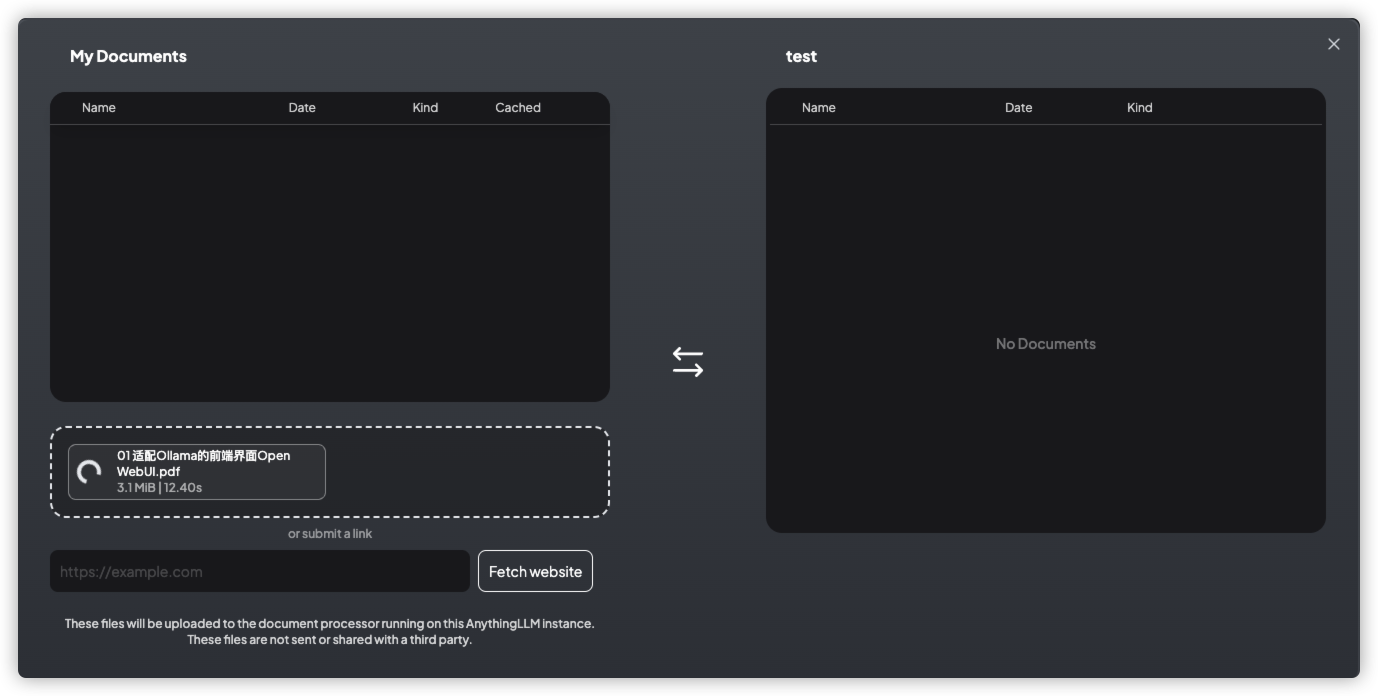 My Documents
test
Name Date Kind Cached
Name Date Kind
No Documents
01 适配Ollama的前端界面Open
WebUI.pdf
3.1 MiB | 12.40s
or submit a link
https://example.com
Fetch website
These files will be uploaded to the document processor running on this AnythingLLM instance.
These files are not sent or shared with a third party.